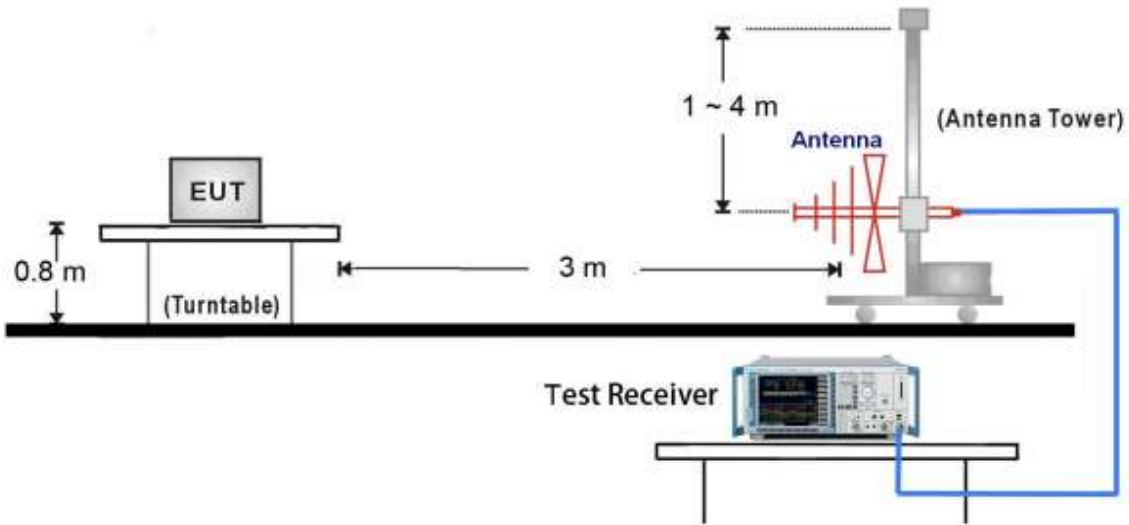 1 ~ 4 m
(Antenna Tower)
Antenna
EUT
0.8 m
3 m
(Turntable)
Test Receiver